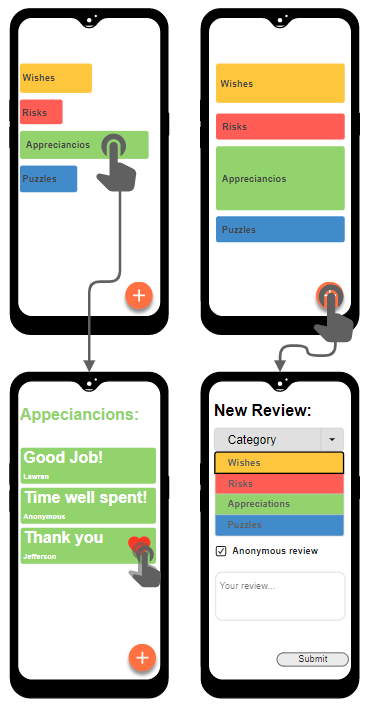 Wishes
Risks
Appreciancios
Puzzles
+
Wishes
Risks
Appreciancios
Puzzles
Appeciancions:
Good Job!
Lawren
Time well spent!
Anonymous
Thank you
Jefferson
+
New Review:
Category
Wishes
Risks
Appreciations
Puzzles
Anonymous review
Your review...
Submit